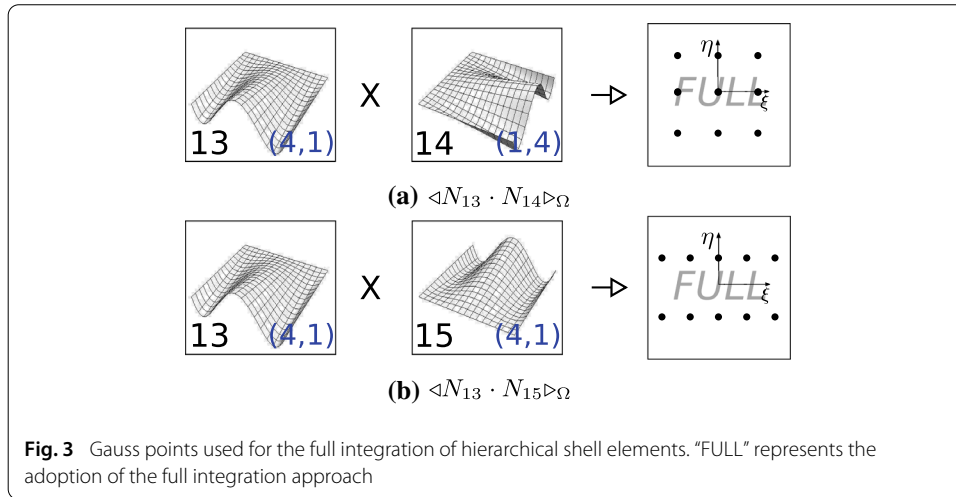 η
13 (4,1) X 14 (1,4) FULL ξ
(a) ◁N₁₃ · N₁₄▷Ω
η
13 (4,1) X 15 (4,1) FULL ξ
(b) ◁N₁₃ · N₁₅▷Ω
Fig. 3 Gauss points used for the full integration of hierarchical shell elements. “FULL” represents the
adoption of the full integration approach